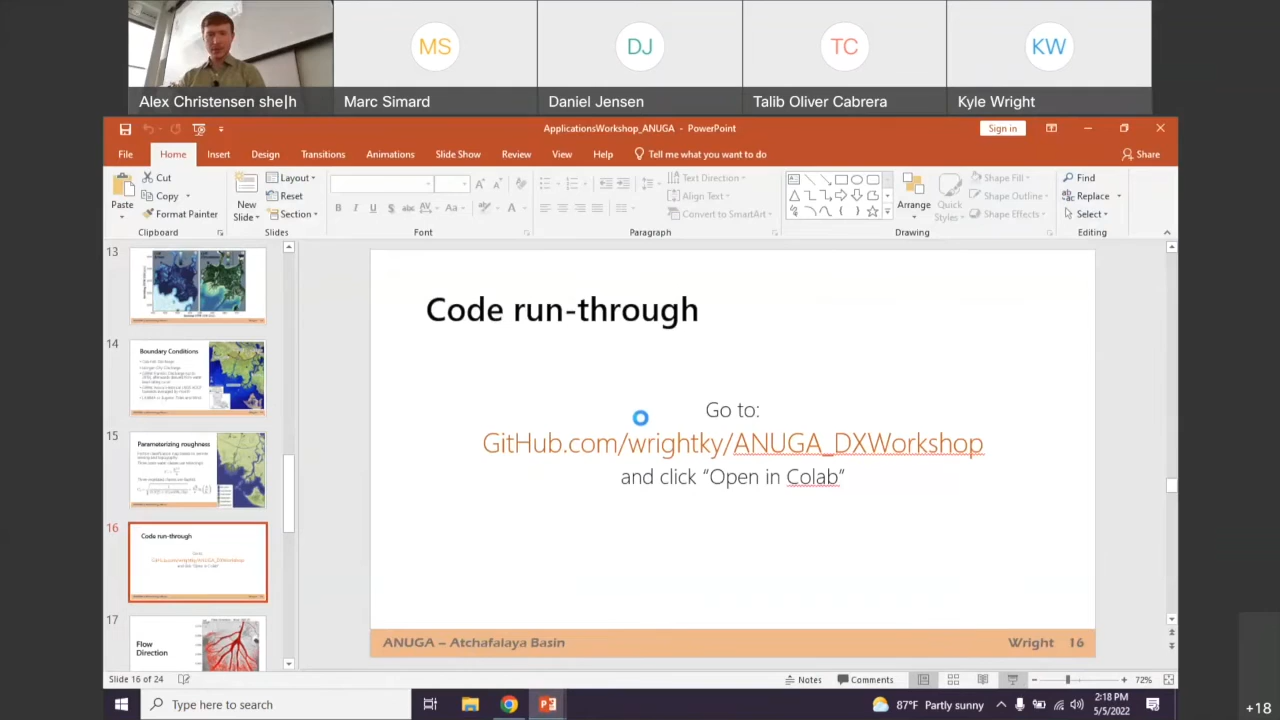 MS
DJ
TC
KW
Alex Christensen she|h
Marc Simard
Daniel Jensen
Talib Oliver Cabrera
Kyle Wright
ApplicationsWorkshop_ANUGA - PowerPoint
Sign in
File
Home
Insert
Design
Transitions
Animations
Slide Show
Review
View
Help
Tell me what you want to do
Share
Paste
Cut
Copy
Format Painter
Clipboard
New Slide
Layout
Reset
Section
Slides
Font
Text Direction
Align Text
Convert to SmartArt
Paragraph
Arrange
Quick Styles
Shape Fill
Shape Outline
Shape Effects
Drawing
Find
Replace
Select
Editing
13
14
Boundary Conditions
15
Parameterizing roughness
16
Code run-through
17
Flow
Direction
Code run-through
Go to:
GitHub.com/wrightky/ANUGA_DXWorkshop
and click “Open in Colab”
ANUGA – Atchafalaya Basin
Wright 16
Slide 16 of 24
Notes
Comments
72%
Type here to search
87°F Partly sunny
2:18 PM
5/5/2022
+18